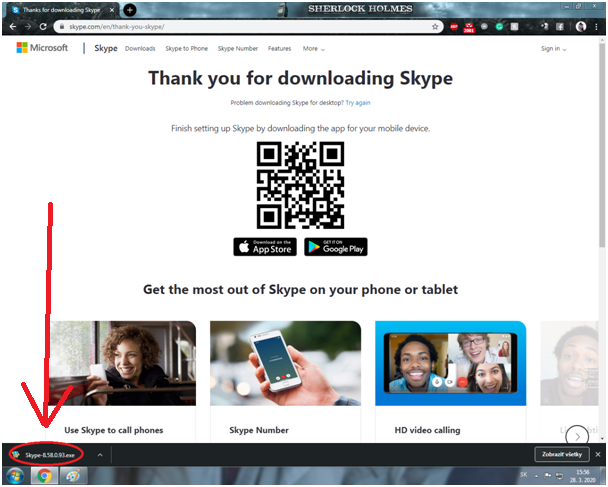 Thanks for downloading Skype
SHERLOCK HOLMES
skype.com/en/thank-you-skype/
ABP
2081
Microsoft
Skype
Downloads
Skype to Phone
Skype Number
Features
More
Sign in
Thank you for downloading Skype
Problem downloading Skype for desktop? Try again
Finish setting up Skype by downloading the app for your mobile device.
Download on the
App Store
GET IT ON
Google Play
Get the most out of Skype on your phone or tablet
Use Skype to call phones
Skype Number
HD video calling
Skype-8.58.0.93.exe
Zobraziť všetky
SK
15:56
28. 3. 2020